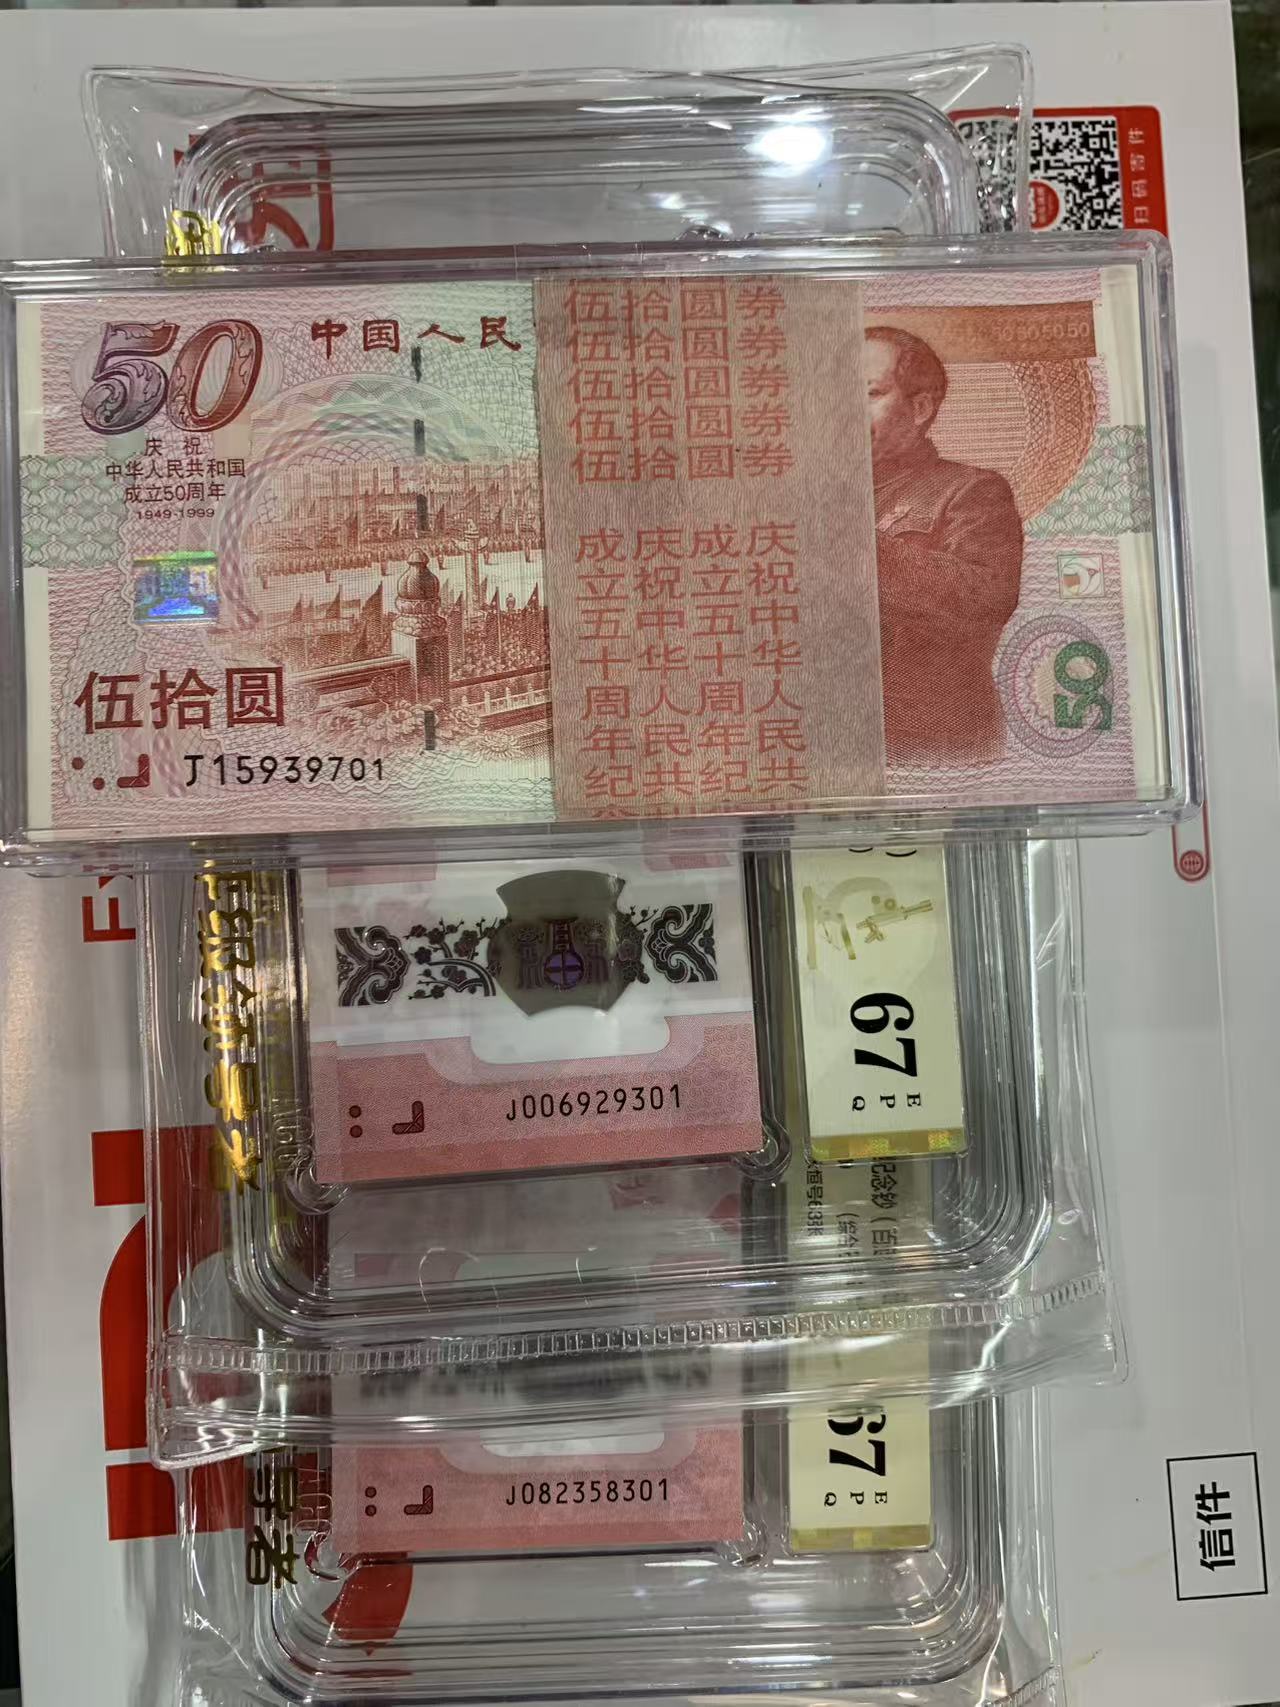 扫码寄件
50
中国人民
庆祝
中华人民共和国
成立50周年
1949-1999
伍拾圆
J15939701
伍拾圆券
伍拾圆券
伍拾圆券
伍拾圆券
伍拾圆券
庆祝中华人民共
成立五十周年纪
庆祝中华人民共
成立五十周年纪
50
67
EPQ
J006929301
J082358301
67
EPQ
信件